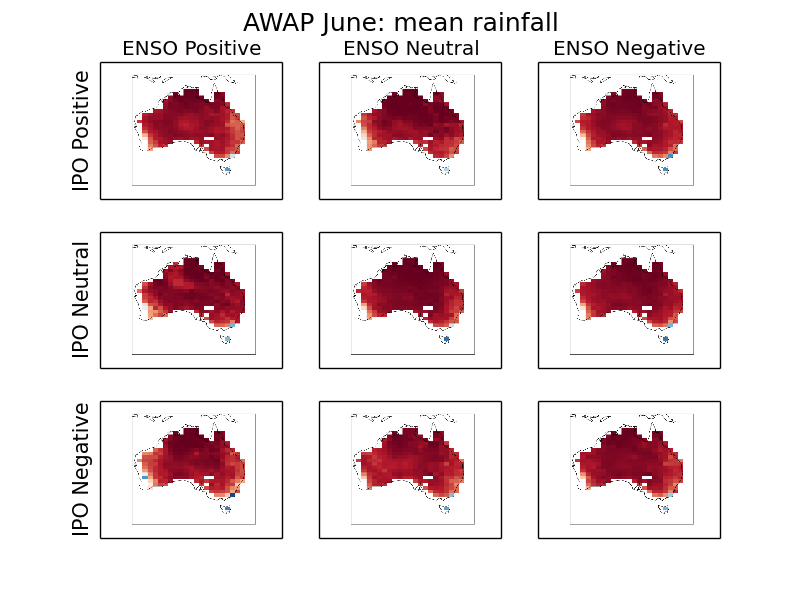 AWAP June: mean rainfall
ENSO Positive ENSO Neutral ENSO Negative
IPO Positive
IPO Neutral
IPO Negative